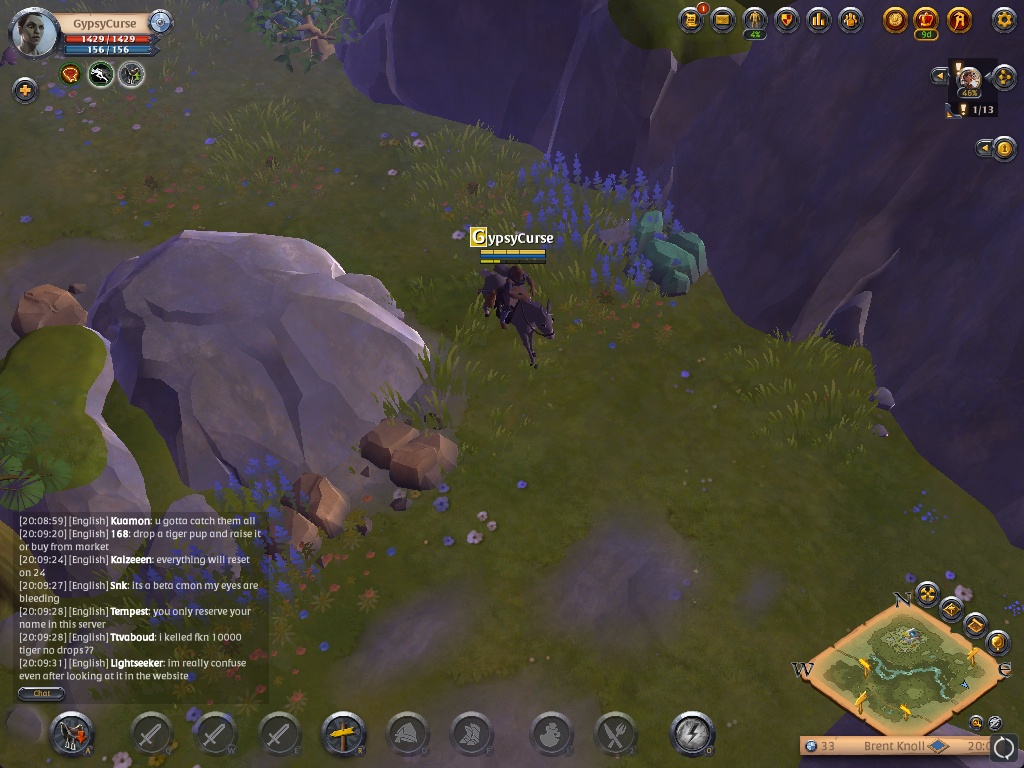 GypsyCurse
1429 / 1429
156 / 156
1
4%
9d
46%
1/13
GypsyCurse
[20:08:59] [English] Kuamon: u gotta catch them all
[20:09:20] [English] 168: drop a tiger pup and raise it
or buy from market
[20:09:24] [English] Kaizeeen: everything will reset
on 24
[20:09:27] [English] Snk: its a beta cmon my eyes are
bleeding
[20:09:28] [English] Tempest: you only reserve your
name in this server
[20:09:28] [English] Ttvaboud: i kelled fkn 10000
tiger no drops??
[20:09:31] [English] Lightseeker: im really confuse
even after looking at it in the website
Chat
N
W
E
A
Q
W
E
R
33
Brent Knoll